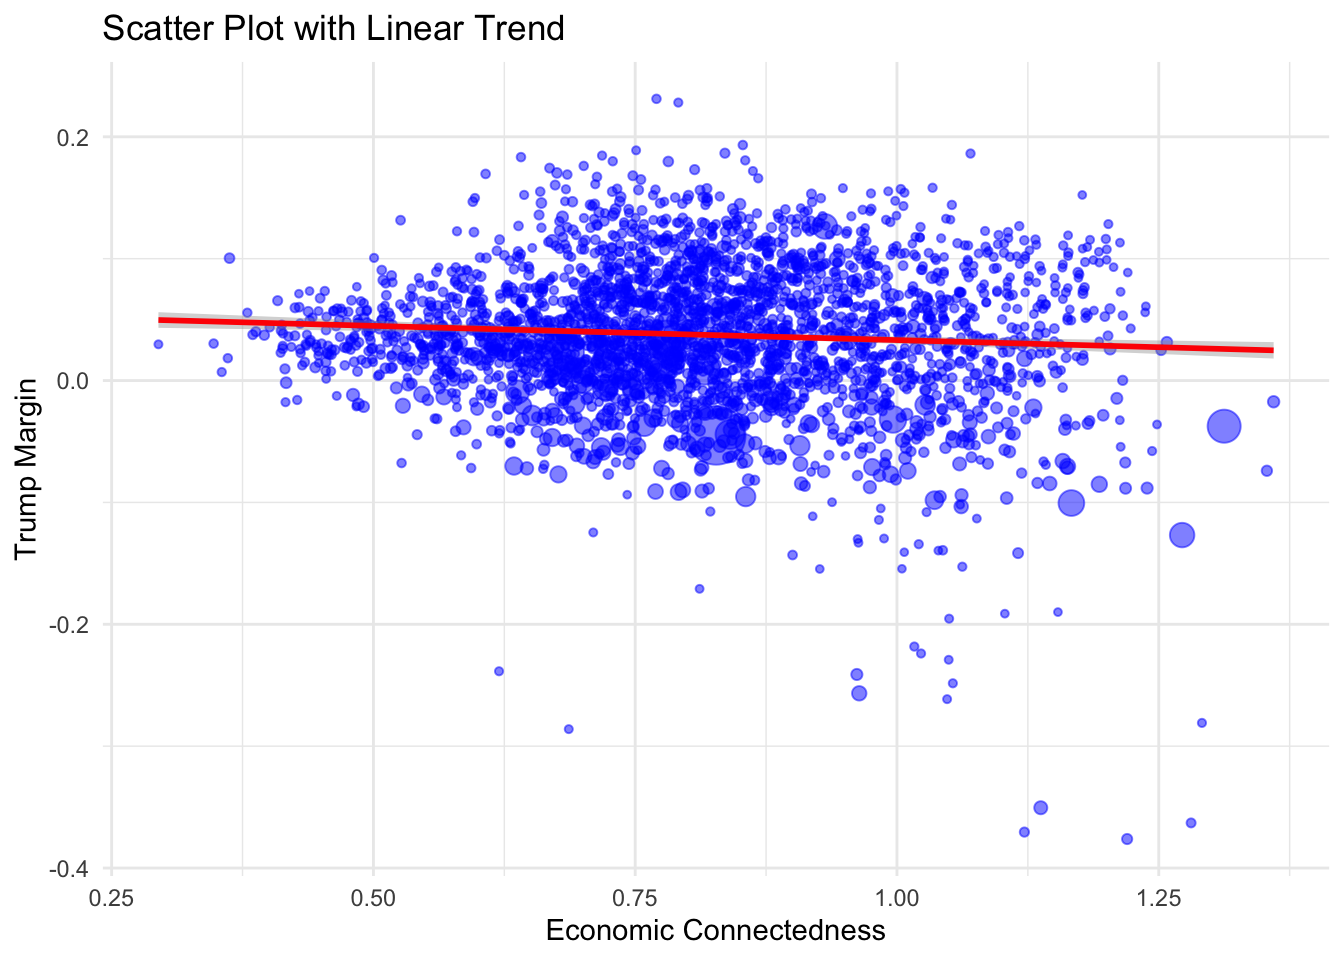 Scatter Plot with Linear Trend
Trump Margin
0.2
0.0
-0.2
-0.4
0.25 0.50 0.75 1.00 1.25
Economic Connectedness